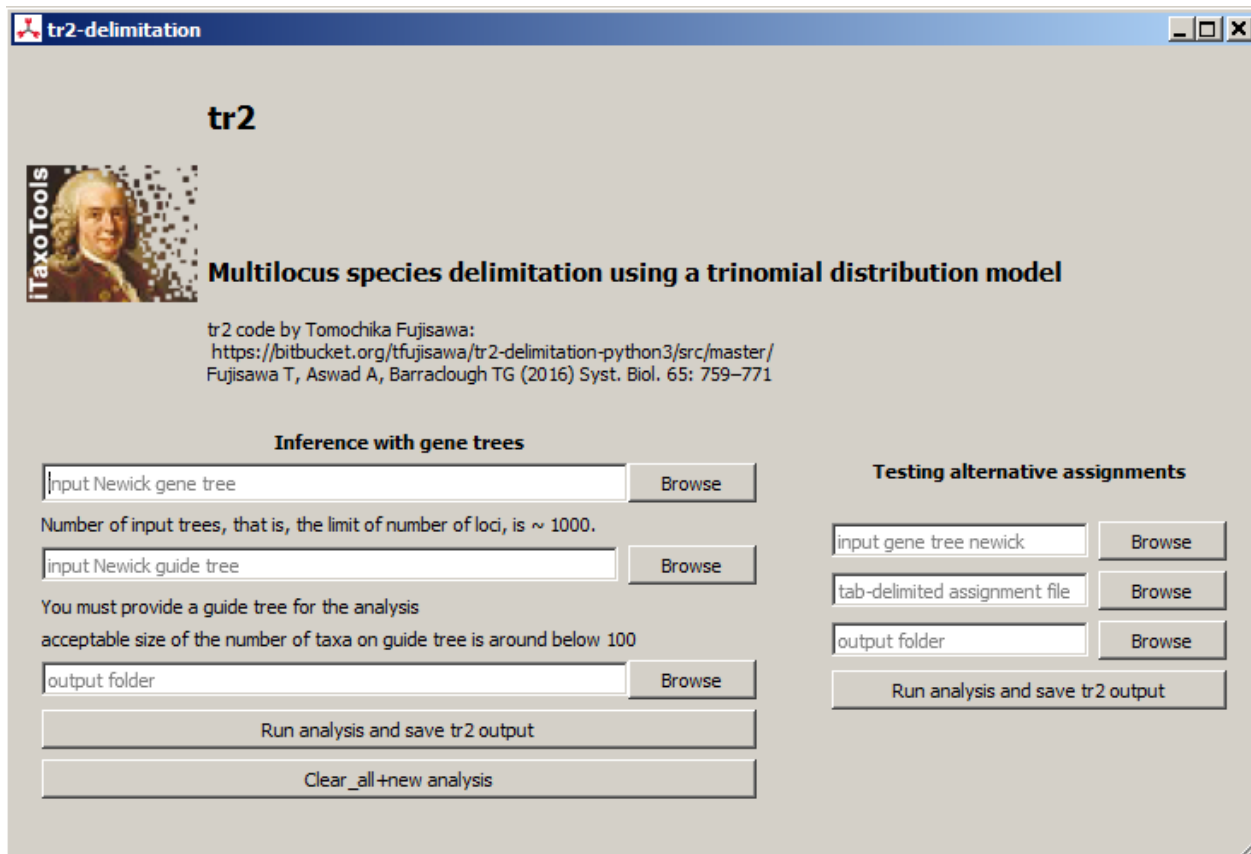 tr2-delimitation
tr2
iTaxoTools
Multilocus species delimitation using a trinomial distribution model
tr2 code by Tomochika Fujisawa:
https://bitbucket.org/tfujisawa/tr2-delimitation-python3/src/master/
Fujisawa T, Aswad A, Barraclough TG (2016) Syst. Biol. 65: 759–771
Inference with gene trees
input Newick gene tree
Browse
Number of input trees, that is, the limit of number of loci, is ~ 1000.
input Newick guide tree
Browse
You must provide a guide tree for the analysis
acceptable size of the number of taxa on guide tree is around below 100
output folder
Browse
Run analysis and save tr2 output
Clear_all+new analysis
Testing alternative assignments
input gene tree newick
Browse
tab-delimited assignment file
Browse
output folder
Browse
Run analysis and save tr2 output